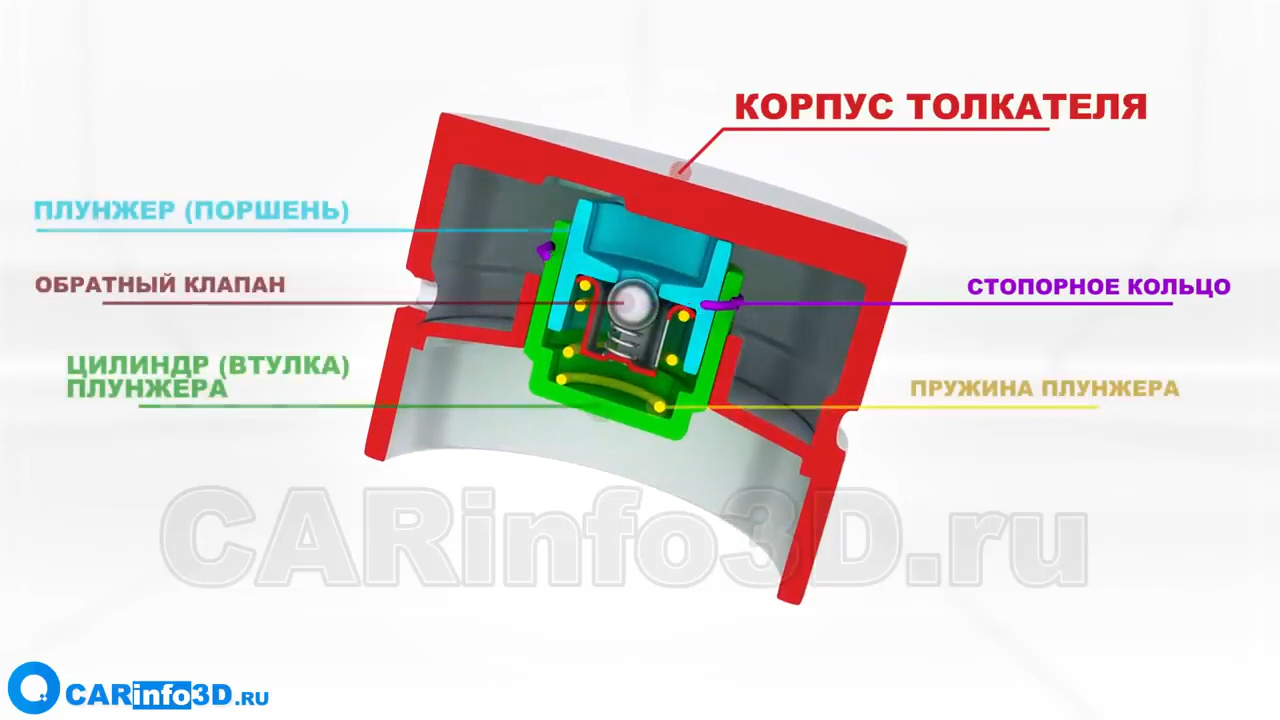 КОРПУС ТОЛКАТЕЛЯ
ПЛУНЖЕР (ПОРШЕНЬ)
ОБРАТНЫЙ КЛАПАН
СТОПОРНОЕ КОЛЬЦО
ЦИЛИНДР (ВТУЛКА)
ПЛУНЖЕРА
ПРУЖИНА ПЛУНЖЕРА
CARinfo3D.ru
CARinfo3D.RU